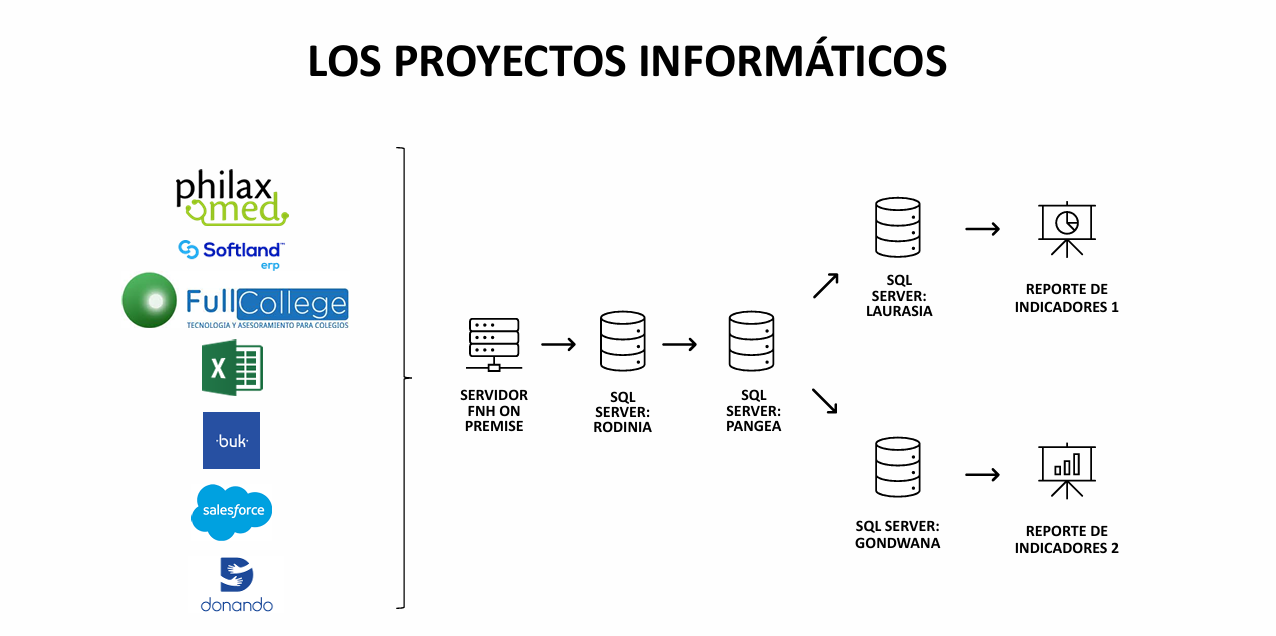 LOS PROYECTOS INFORMÁTICOS
philax
med.
Softland™
erp
FullCollege
TECNOLOGIA Y ASESORAMIENTO PARA COLEGIOS
X
·buk·
salesforce
donando
SERVIDOR
FNH ON
PREMISE
SQL
SERVER:
RODINIA
SQL
SERVER:
PANGEA
SQL
SERVER:
LAURASIA
REPORTE DE
INDICADORES 1
SQL SERVER:
GONDWANA
REPORTE DE
INDICADORES 2